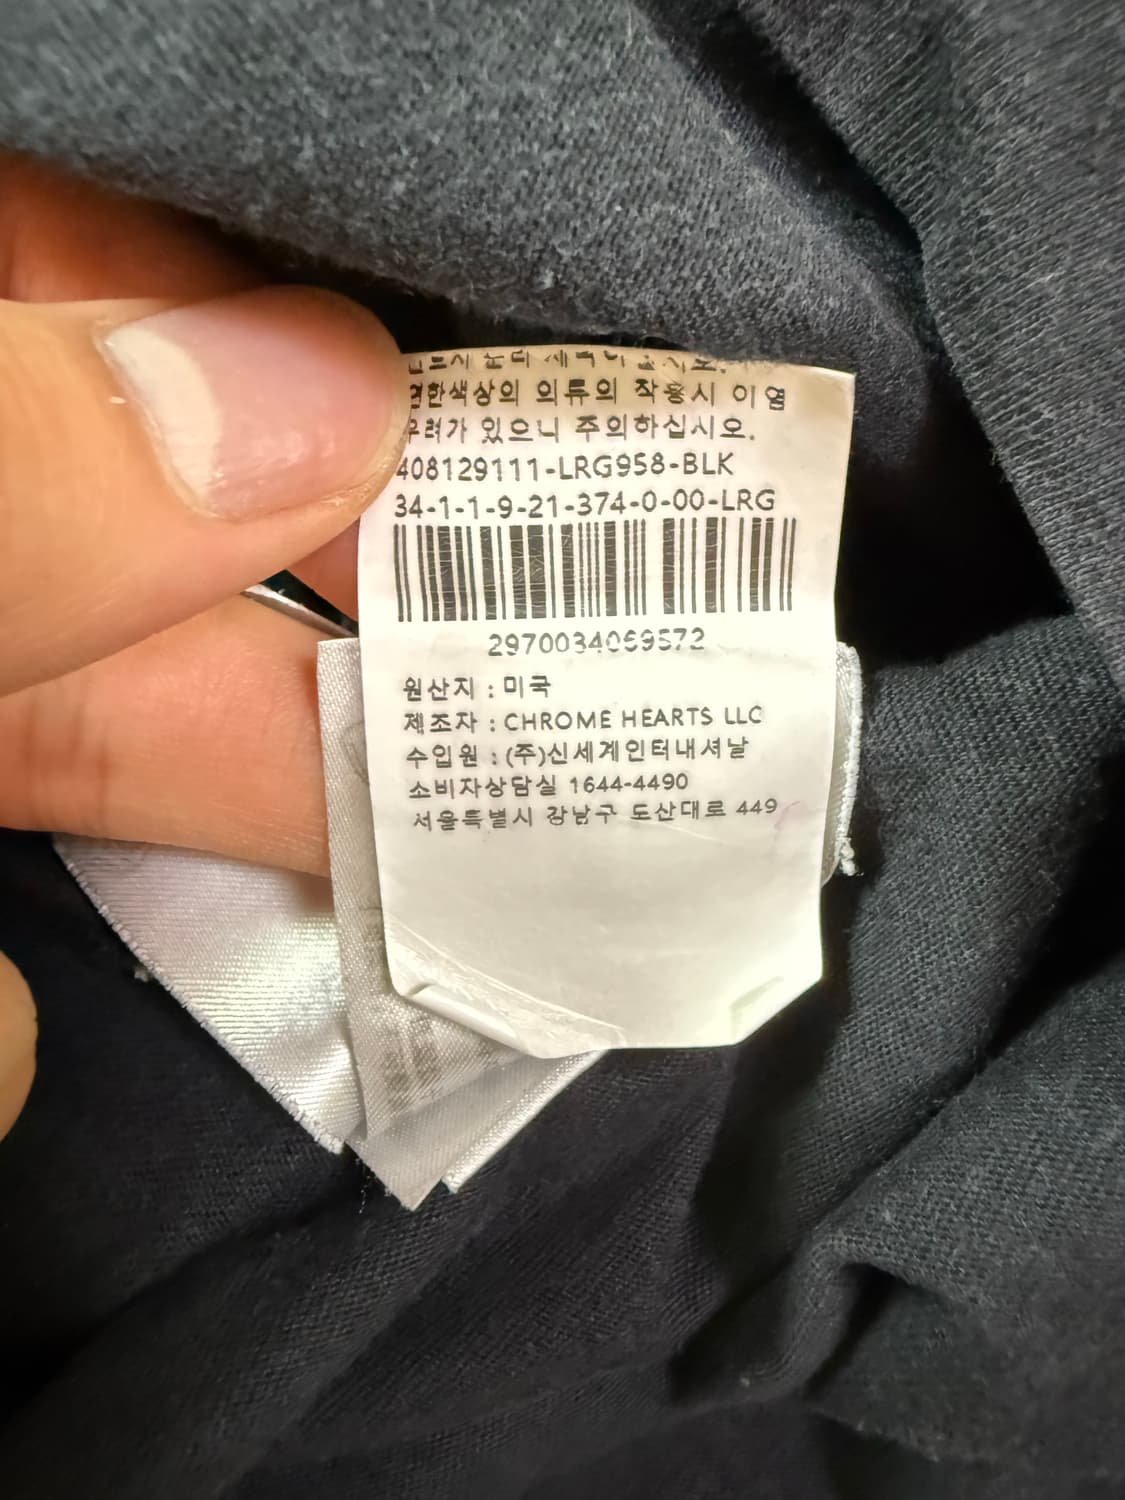 연한색상의 의류의 착용시 이염
우려가 있으니 주의하십시오.
408129111-LRG958-BLK
34-1-1-9-21-374-0-00-LRG
2970034069572
원산지 : 미국
제조자 : CHROME HEARTS LLC
수입원 : (주)신세계인터내셔날
소비자상담실 1644-4490
서울특별시 강남구 도산대로 449